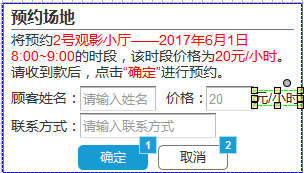 预约场地
将预约2号观影小厅——2017年6月1日
8:00~9:00的时段，该时段价格为20元/小时。
请收到款后，点击“确定”进行预约。
顾客姓名： 请输入姓名 价格： 20 元/小时
联系方式： 请输入联系方式
确定 1 取消 2